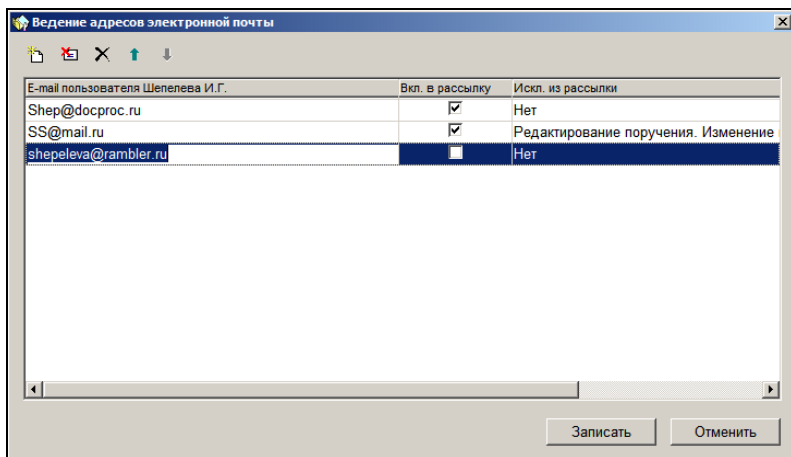 Ведение адресов электронной почты
E-mail пользователя Шепелева И.Г. Вкл. в рассылку Искл. из рассылки
Shep@docproc.ru Нет
SS@mail.ru Редактирование поручения. Изменение
shepeleva@rambler.ru Нет
Записать Отменить